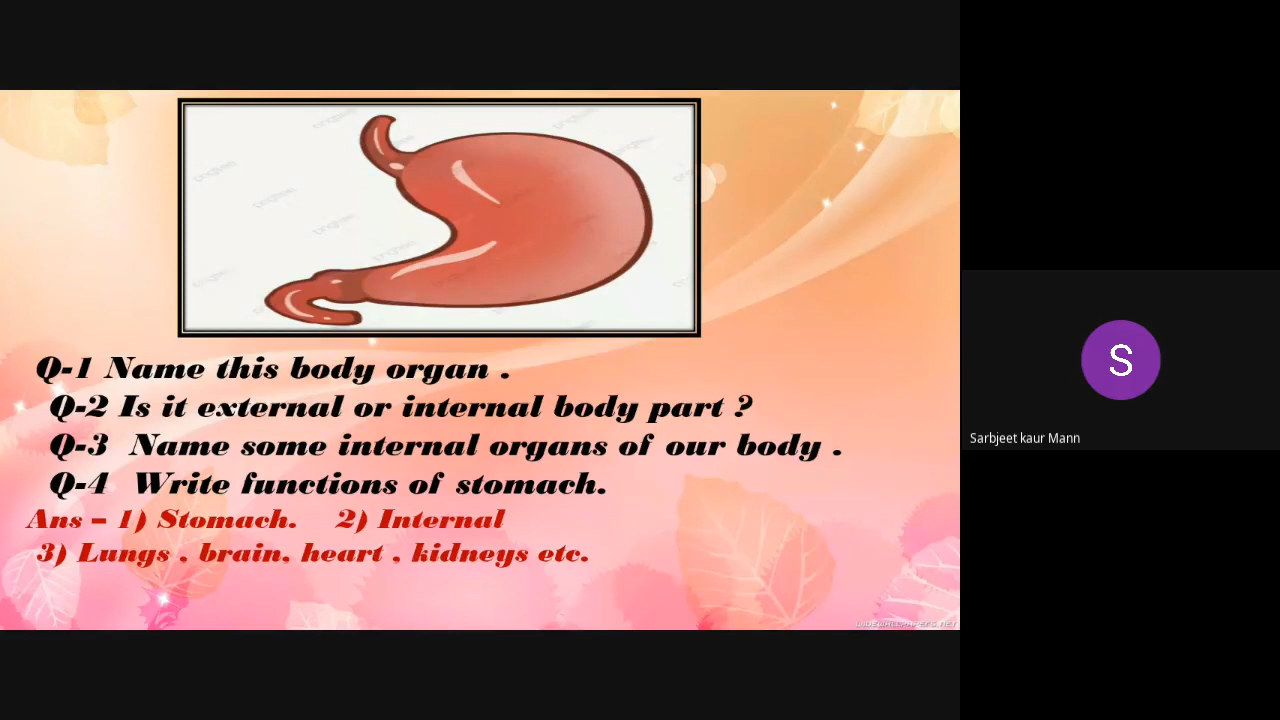 Q-1 Name this body organ .
Q-2 Is it external or internal body part ?
Q-3 Name some internal organs of our body .
Q-4 Write functions of stomach.
Ans – 1) Stomach. 2) Internal
3) Lungs , brain, heart , kidneys etc.
S
Sarbjeet kaur Mann